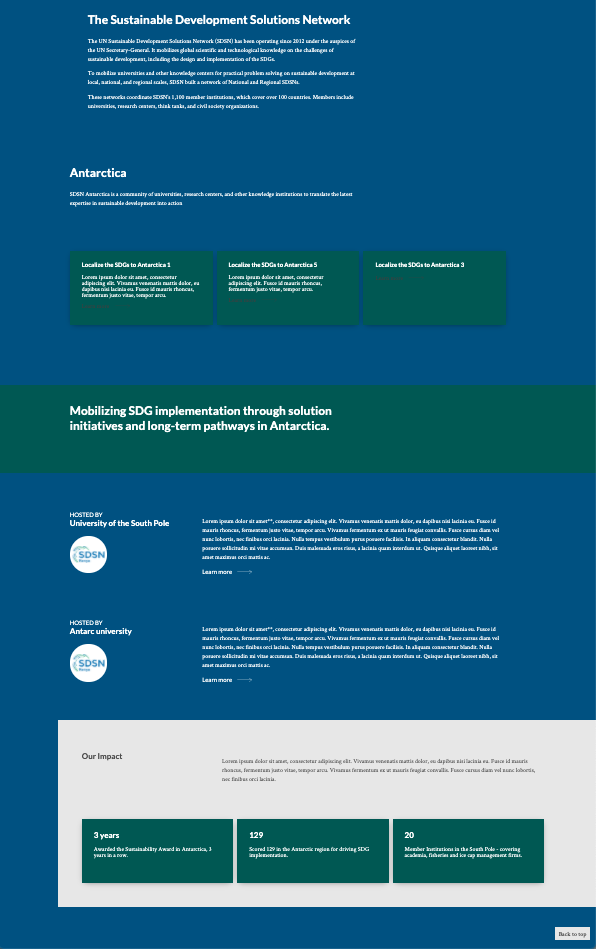 The Sustainable Development Solutions Network
The UN Sustainable Development Solutions Network (SDSN) has been operating since 2012 under the auspices of
the UN Secretary-General. It mobilizes global scientific and technological knowledge on the challenges of
sustainable development, including the design and implementation of the SDGs.
To mobilize universities and other knowledge centers for practical problem solving on sustainable development at
local, national, and regional scales, SDSN built a network of National and Regional SDSNs.
These networks coordinate SDSN's 1,100 member institutions, which cover over 100 countries. Members include
universities, research centers, think tanks, and civil society organizations.
Antarctica
SDSN Antarctica is a community of universities, research centers, and other knowledge institutions to translate the latest
expertise in sustainable development into action
Localize the SDGs to Antarctica 1
Lorem ipsum dolor sit amet, consectetur
adipiscing elit. Vivamus venenatis mattis dolor, eu
dapibus nisi lacinia eu. Fusce id mauris rhoncus,
fermentum justo vitae, tempor arcu.
Localize the SDGs to Antarctica 5
Lorem ipsum dolor sit amet, consectetur
adipiscing elit. Fusce id mauris rhoncus,
fermentum justo vitae, tempor arcu.
Localize the SDGs to Antarctica 3
Mobilizing SDG implementation through solution
initiatives and long-term pathways in Antarctica.
HOSTED BY
University of the South Pole
SDSN
Lorem ipsum dolor sit amet**, consectetur adipiscing elit. Vivamus venenatis mattis dolor, eu dapibus nisi lacinia eu. Fusce id
mauris rhoncus, fermentum justo vitae, tempor arcu. Vivamus fermentum ex ut mauris feugiat convallis. Fusce cursus diam vel
nunc lobortis, nec finibus orci lacinia. Nulla tempus vestibulum purus posuere facilisis. In aliquam consectetur blandit. Nulla
posuere sollicitudin mi vitae accumsan. Duis malesuada eros risus, a lacinia quam interdum ut. Quisque aliquet laoreet nibh, sit
amet maximus orci mattis ac.
Learn more
HOSTED BY
Antarc university
SDSN
Lorem ipsum dolor sit amet**, consectetur adipiscing elit. Vivamus venenatis mattis dolor, eu dapibus nisi lacinia eu. Fusce id
mauris rhoncus, fermentum justo vitae, tempor arcu. Vivamus fermentum ex ut mauris feugiat convallis. Fusce cursus diam vel
nunc lobortis, nec finibus orci lacinia. Nulla tempus vestibulum purus posuere facilisis. In aliquam consectetur blandit. Nulla
posuere sollicitudin mi vitae accumsan. Duis malesuada eros risus, a lacinia quam interdum ut. Quisque aliquet laoreet nibh, sit
amet maximus orci mattis ac.
Learn more
Our Impact
Lorem ipsum dolor sit amet, consectetur adipiscing elit. Vivamus venenatis mattis dolor, eu dapibus nisi lacinia eu. Fusce id mauris
rhoncus, fermentum justo vitae, tempor arcu. Vivamus fermentum ex ut mauris feugiat convallis. Fusce cursus diam vel nunc lobortis,
nec finibus orci lacinia.
3 years
Awarded the Sustainability Award in Antarctica, 3
years in a row.
129
Scored 129 in the Antarctic region for driving SDG
implementation.
20
Member Institutions in the South Pole - covering
academia, fisheries and ice cap management firms.
Back to top